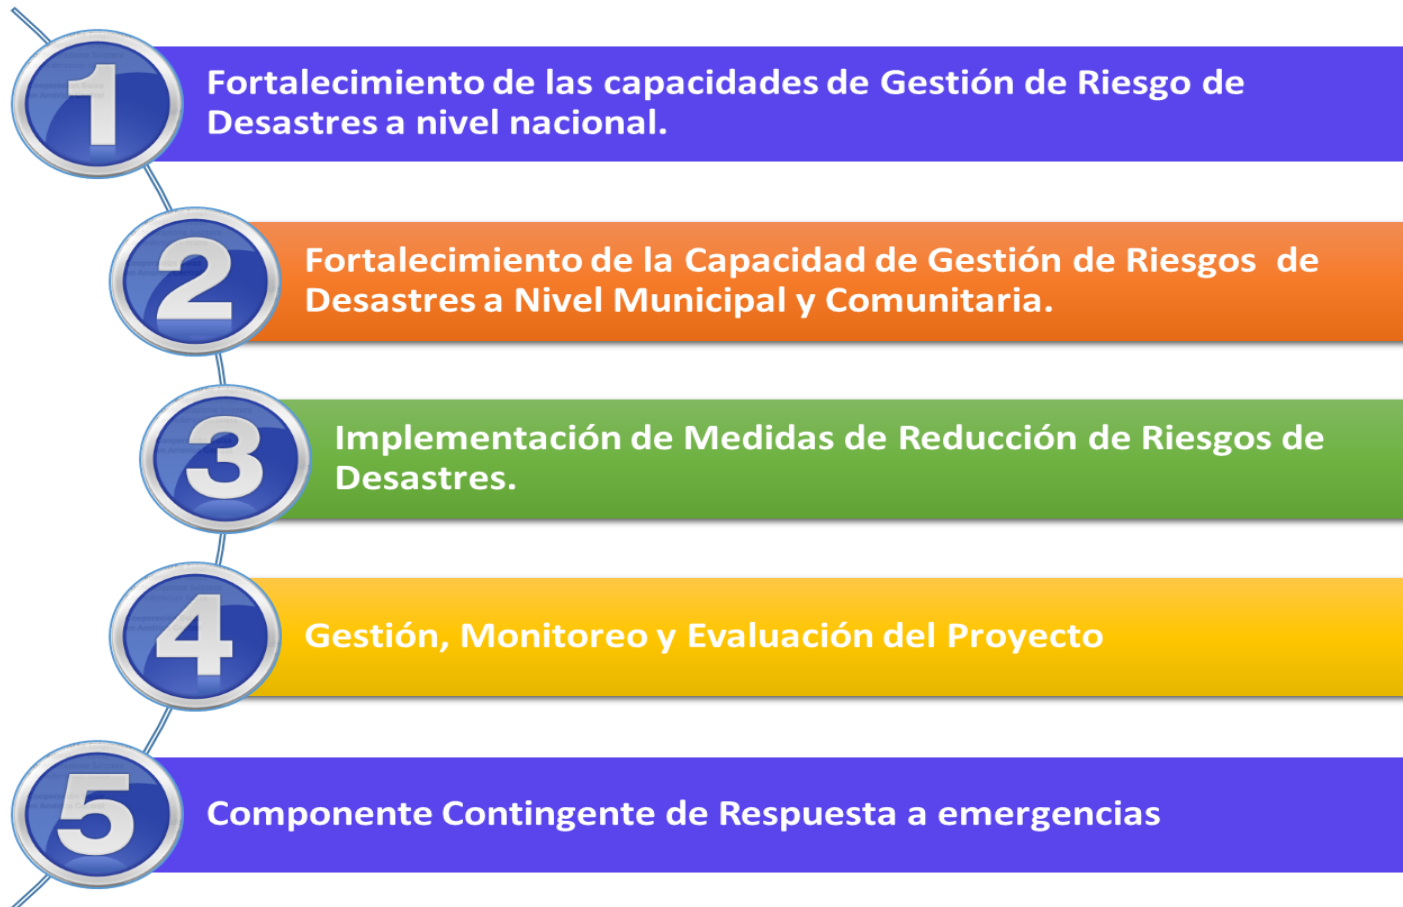 1
Fortalecimiento de las capacidades de Gestión de Riesgo de
Desastres a nivel nacional.
2
Fortalecimiento de la Capacidad de Gestión de Riesgos de
Desastres a Nivel Municipal y Comunitaria.
3
Implementación de Medidas de Reducción de Riesgos de
Desastres.
4
Gestión, Monitoreo y Evaluación del Proyecto
5
Componente Contingente de Respuesta a emergencias